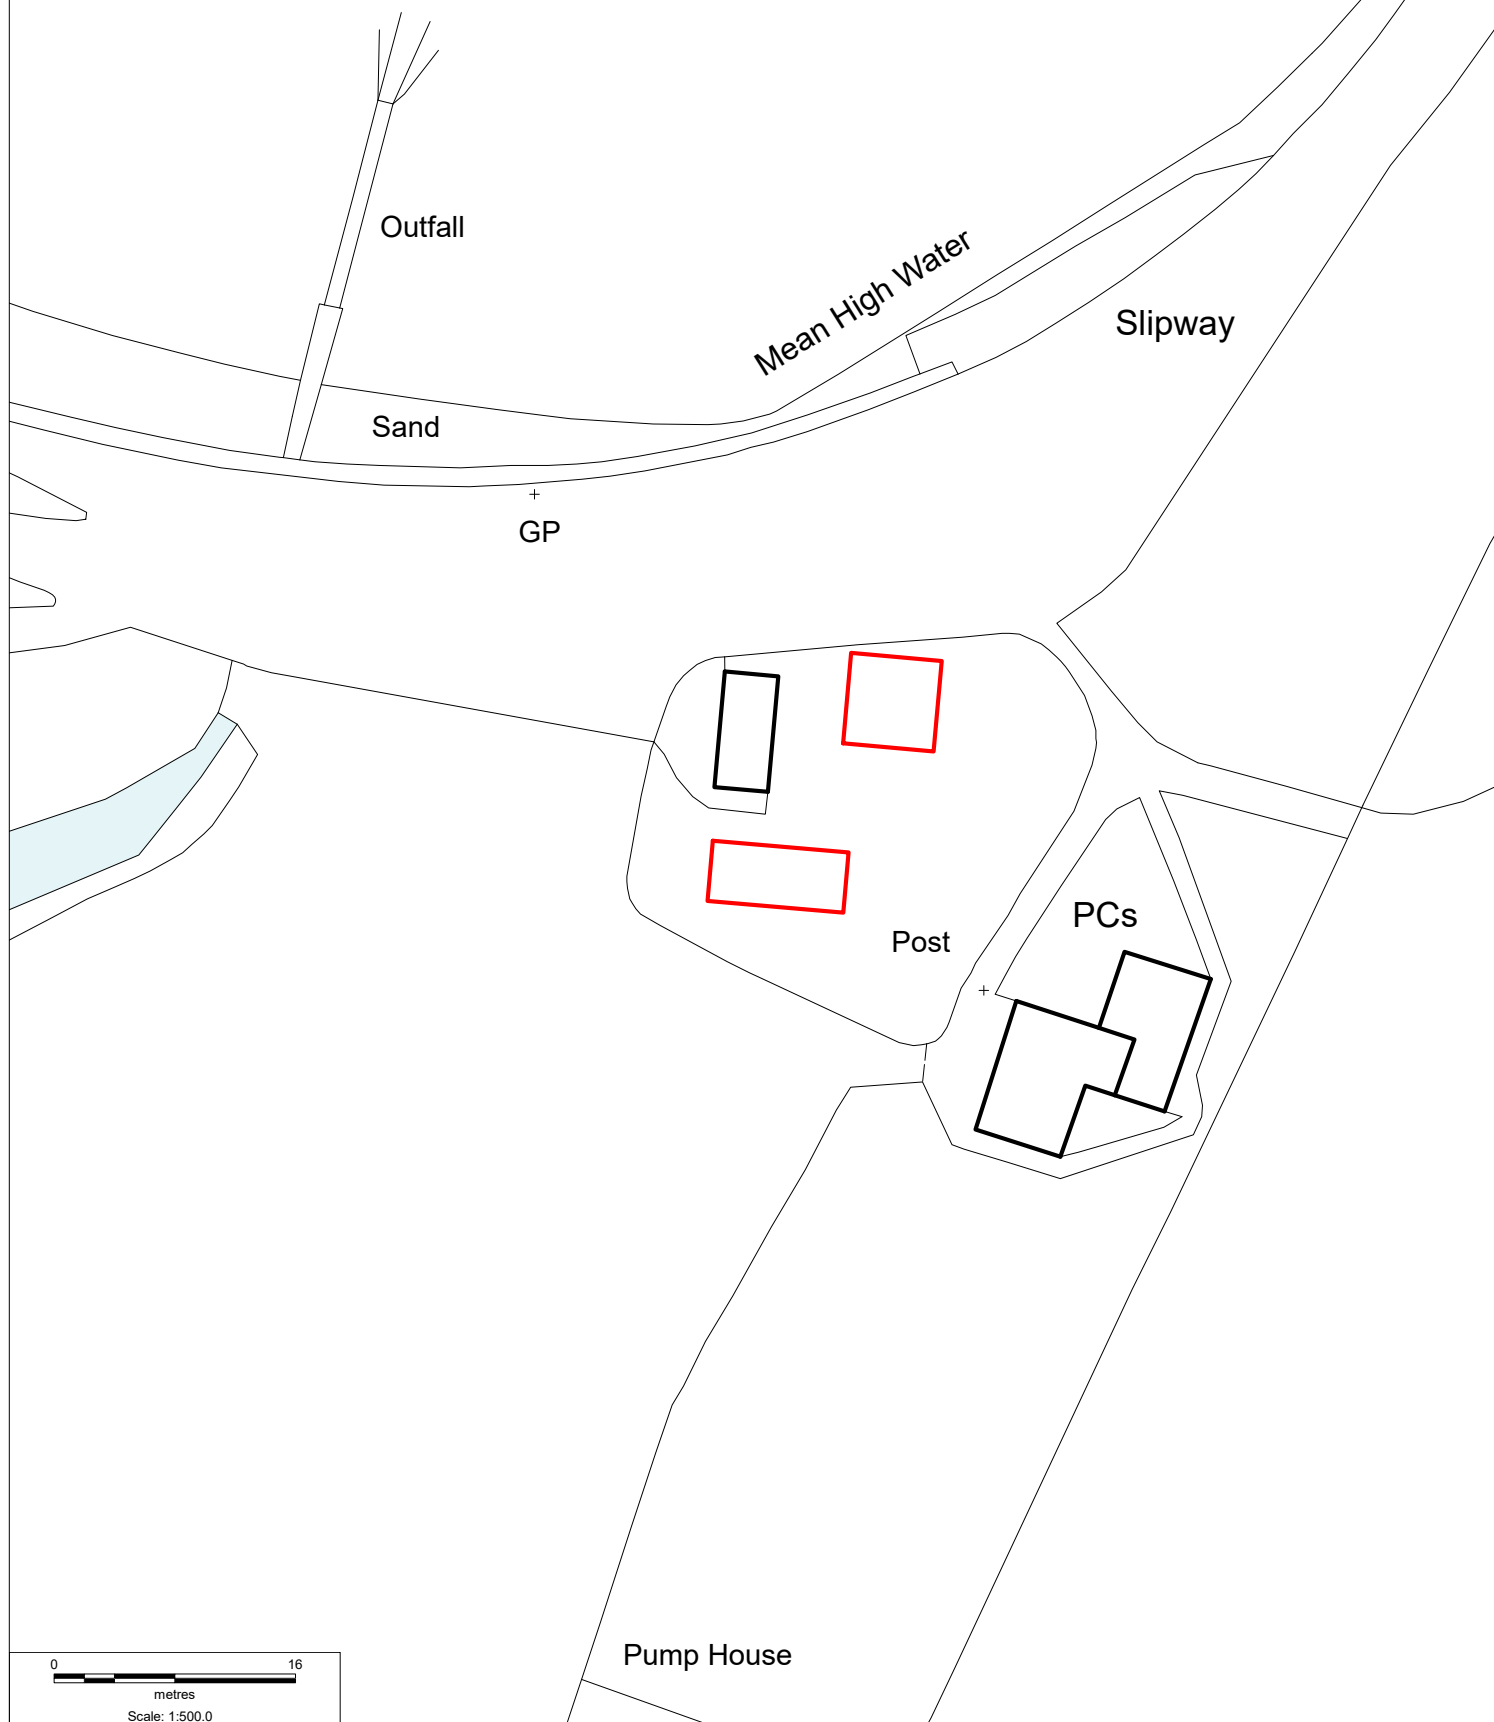 Outfall
Mean High Water
Slipway
Sand
GP
PCs
Post
Pump House
0 16
metres
Scale: 1:500.0